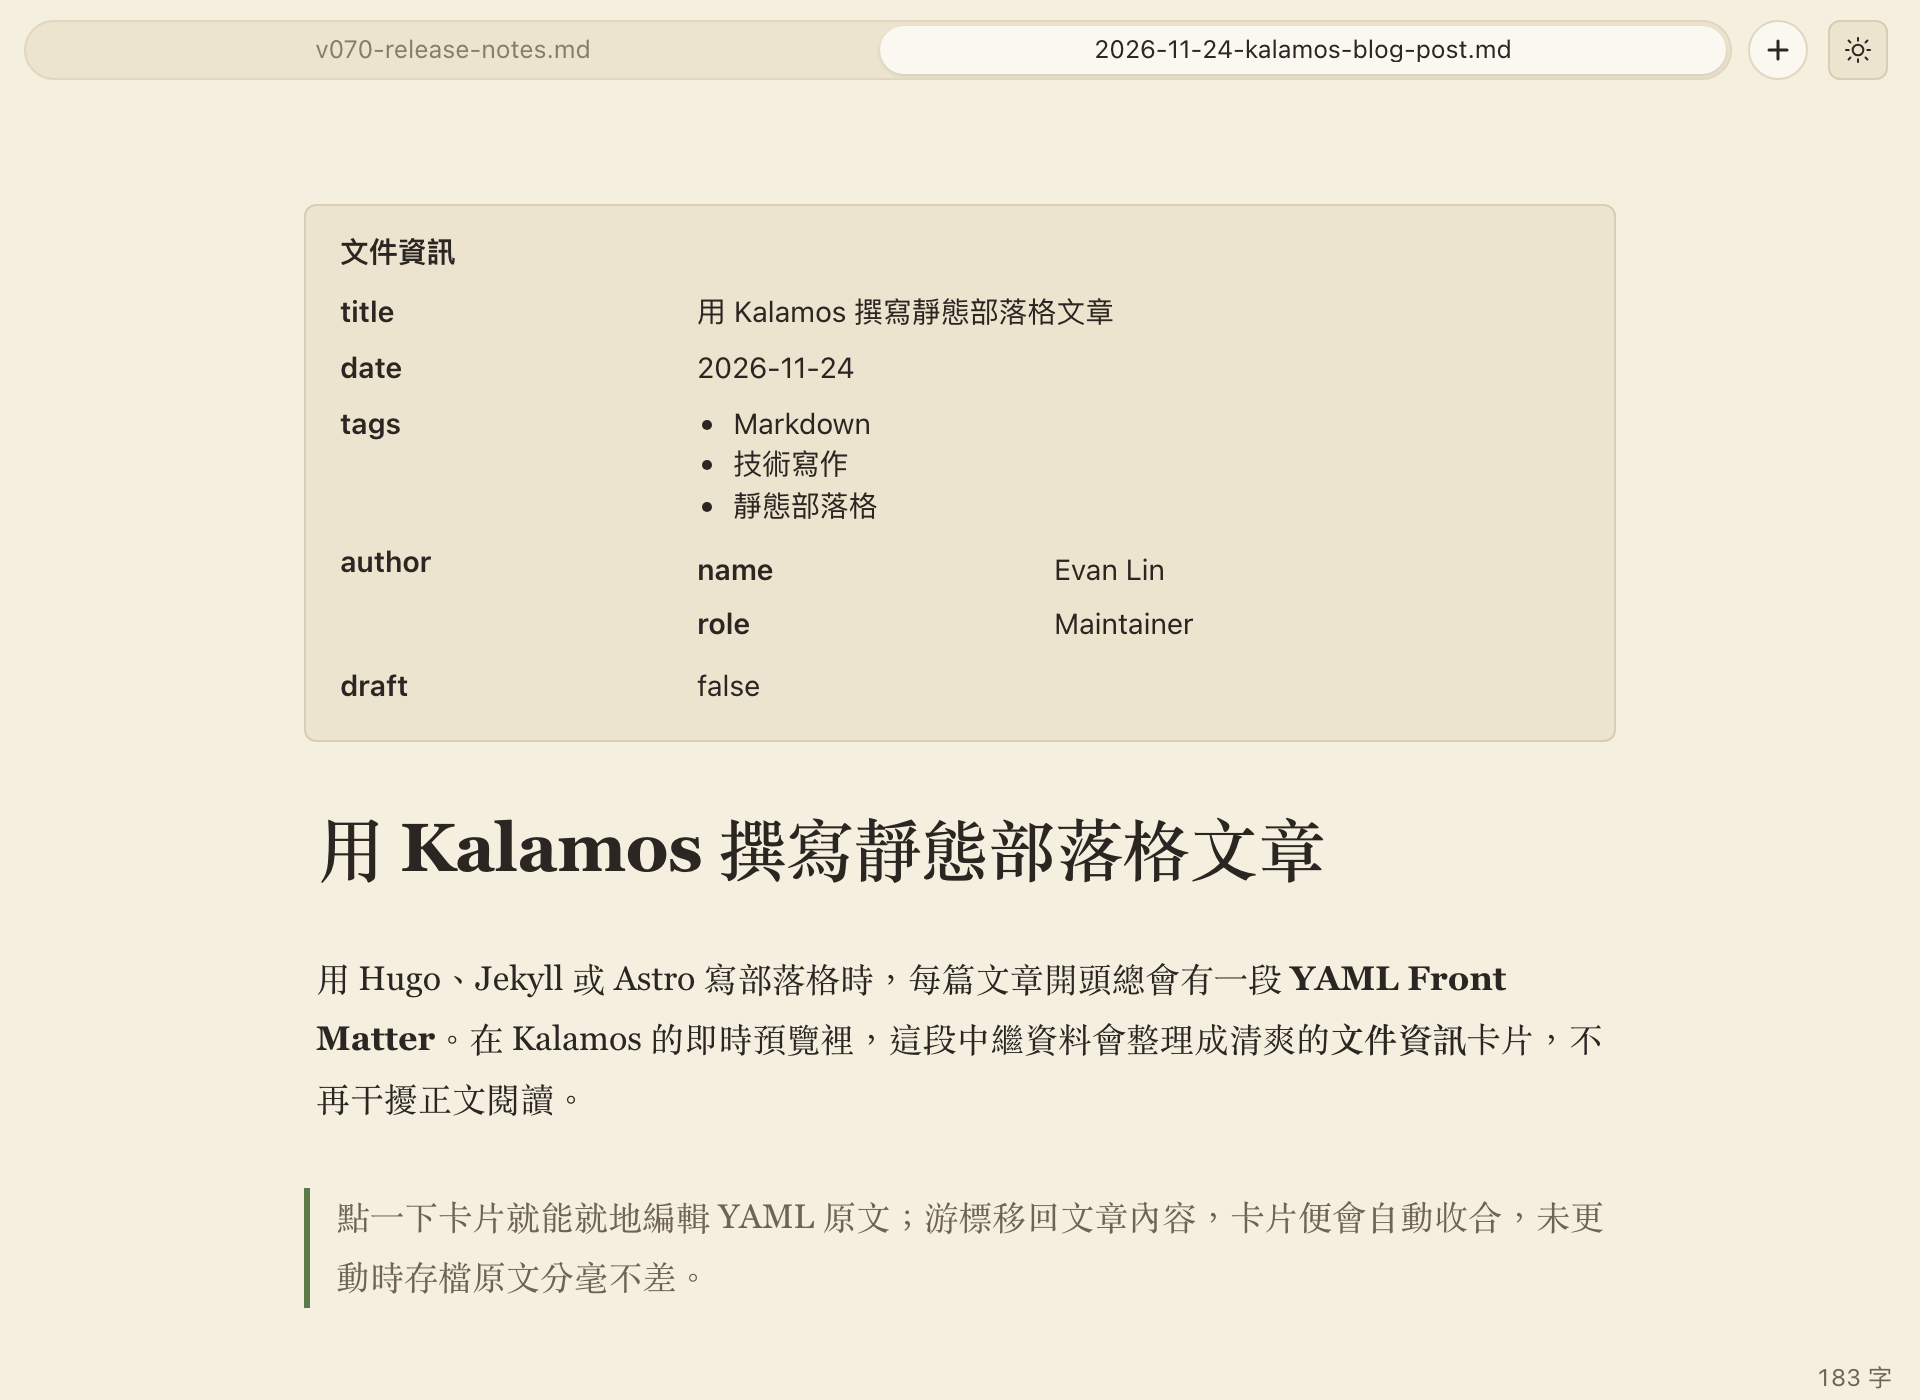 v070-release-notes.md
2026-11-24-kalamos-blog-post.md
文件資訊
title 用 Kalamos 撰寫靜態部落格文章
date 2026-11-24
tags • Markdown
• 技術寫作
• 靜態部落格
author name Evan Lin
role Maintainer
draft false
用 Kalamos 撰寫靜態部落格文章
用 Hugo、Jekyll 或 Astro 寫部落格時，每篇文章開頭總會有一段 YAML Front
Matter。在 Kalamos 的即時預覽裡，這段中繼資料會整理成清爽的文件資訊卡片，不
再干擾正文閱讀。
點一下卡片就能就地編輯 YAML 原文；游標移回文章內容，卡片便會自動收合，未更
動時存檔原文分毫不差。
183 字